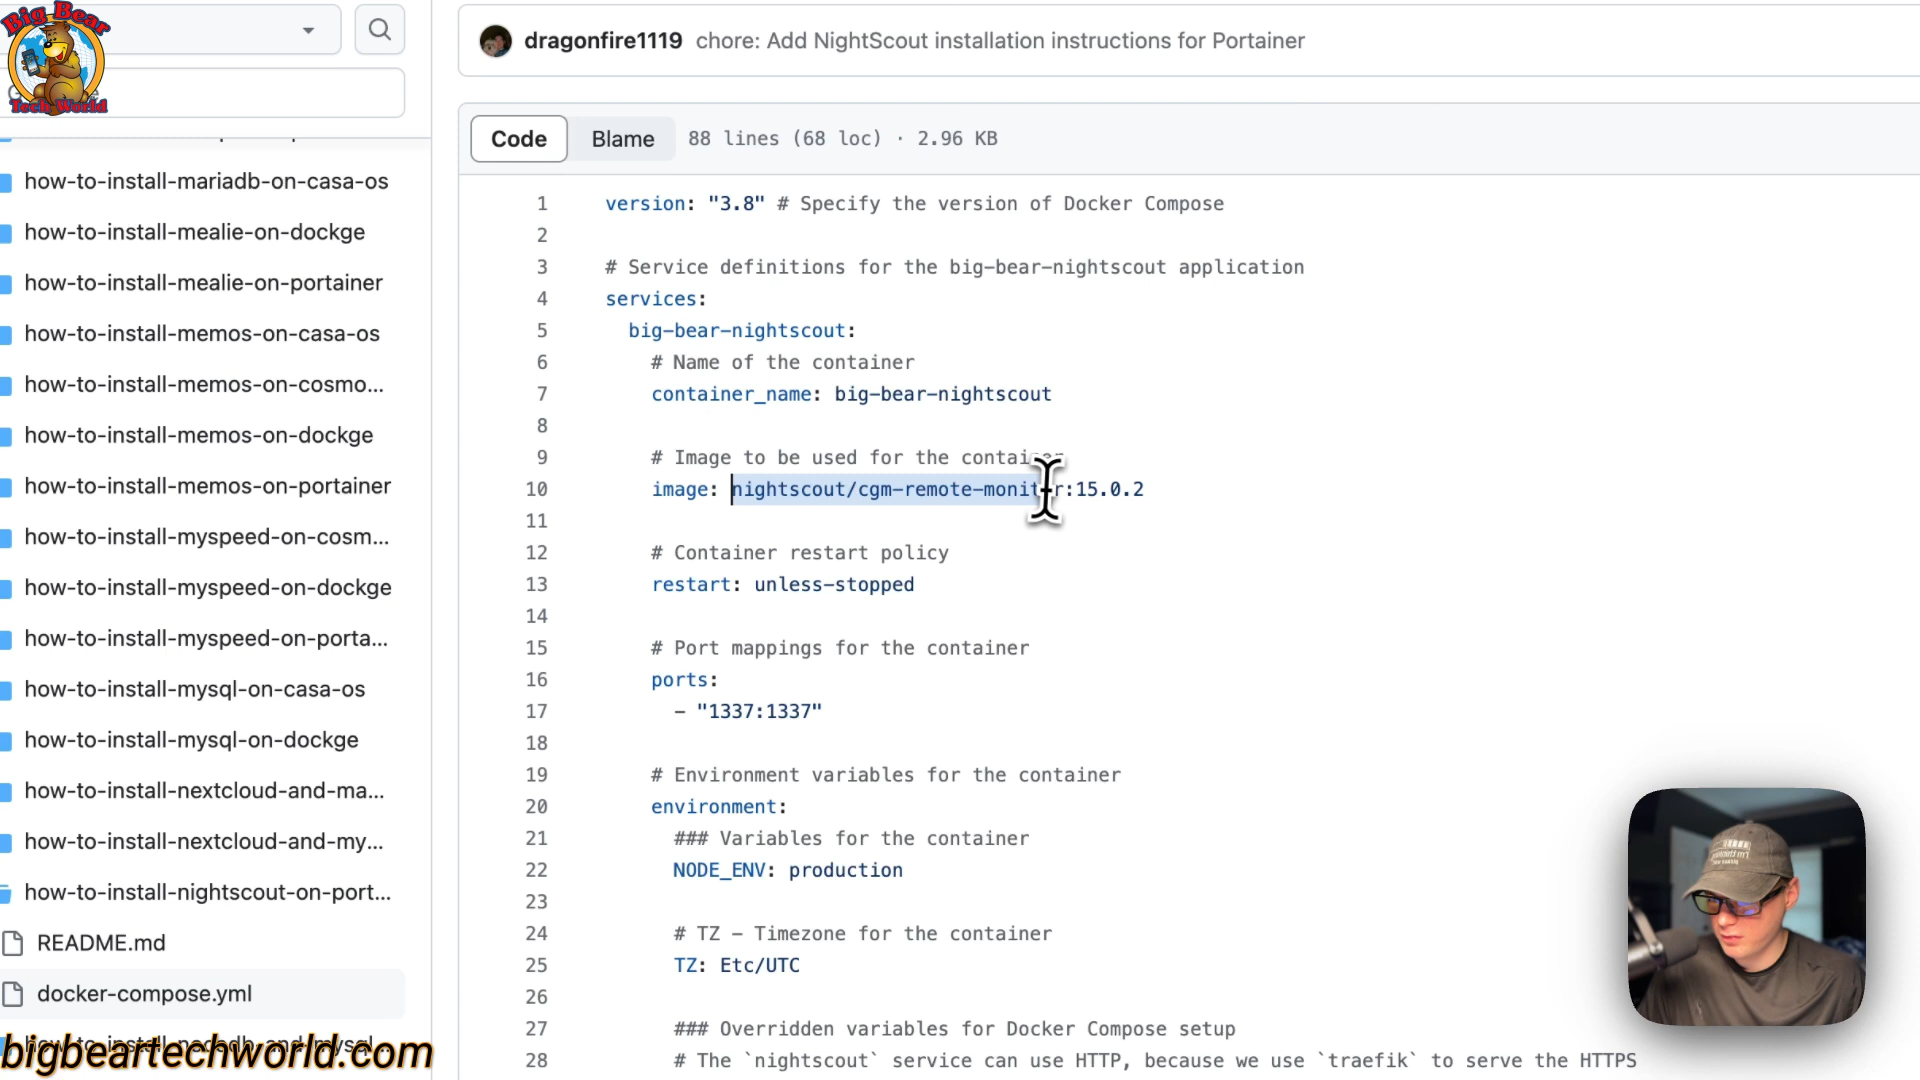 Big Bear
Tech World
dragonfire1119 chore: Add NightScout installation instructions for Portainer
Code Blame 88 lines (68 loc) · 2.96 KB
how-to-install-mariadb-on-casa-os
how-to-install-mealie-on-dockge
how-to-install-mealie-on-portainer
how-to-install-memos-on-casa-os
how-to-install-memos-on-cosmo...
how-to-install-memos-on-dockge
how-to-install-memos-on-portainer
how-to-install-myspeed-on-cosm...
how-to-install-myspeed-on-dockge
how-to-install-myspeed-on-porta...
how-to-install-mysql-on-casa-os
how-to-install-mysql-on-dockge
how-to-install-nextcloud-and-ma...
how-to-install-nextcloud-and-my...
how-to-install-nightscout-on-port...
README.md
docker-compose.yml
bigbeartechworld.com
1 version: "3.8" # Specify the version of Docker Compose
2
3 # Service definitions for the big-bear-nightscout application
4 services:
5 big-bear-nightscout:
6 # Name of the container
7 container_name: big-bear-nightscout
8
9 # Image to be used for the container
10 image: nightscout/cgm-remote-monitor:15.0.2
11
12 # Container restart policy
13 restart: unless-stopped
14
15 # Port mappings for the container
16 ports:
17 - "1337:1337"
18
19 # Environment variables for the container
20 environment:
21 ### Variables for the container
22 NODE_ENV: production
23
24 # TZ - Timezone for the container
25 TZ: Etc/UTC
26
27 ### Overridden variables for Docker Compose setup
28 # The `nightscout` service can use HTTP, because we use `traefik` to serve the HTTPS